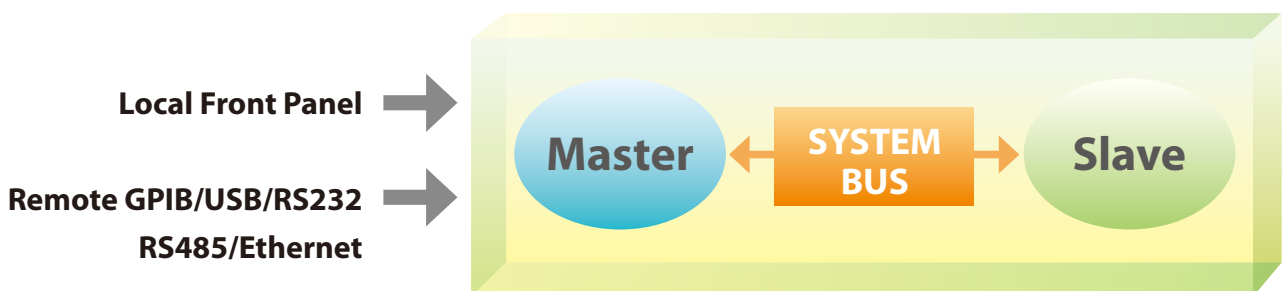 Local Front Panel
Remote GPIB/USB/RS232
RS485/Ethernet
Master
SYSTEM
BUS
Slave